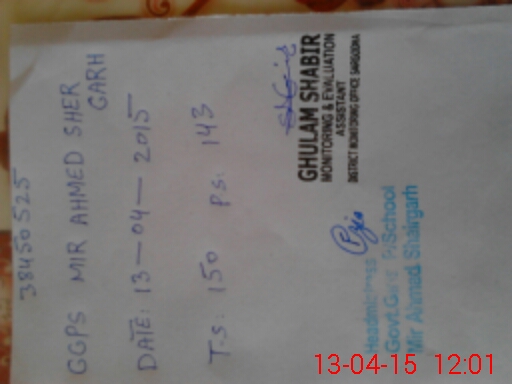 38450525
GGPS MIR AHMED SHER
GARH
DATE: 13-04-2015
T.S: 150 P.S: 143
GHULAM SHABIR
MONITORING & EVALUATION
ASSISTANT
DISTRICT MONITORING OFFICE SARGODHA
Headmistress
Govt. Girls P. School
Mir Ahmed Shairgarh
13-04-15 12:01